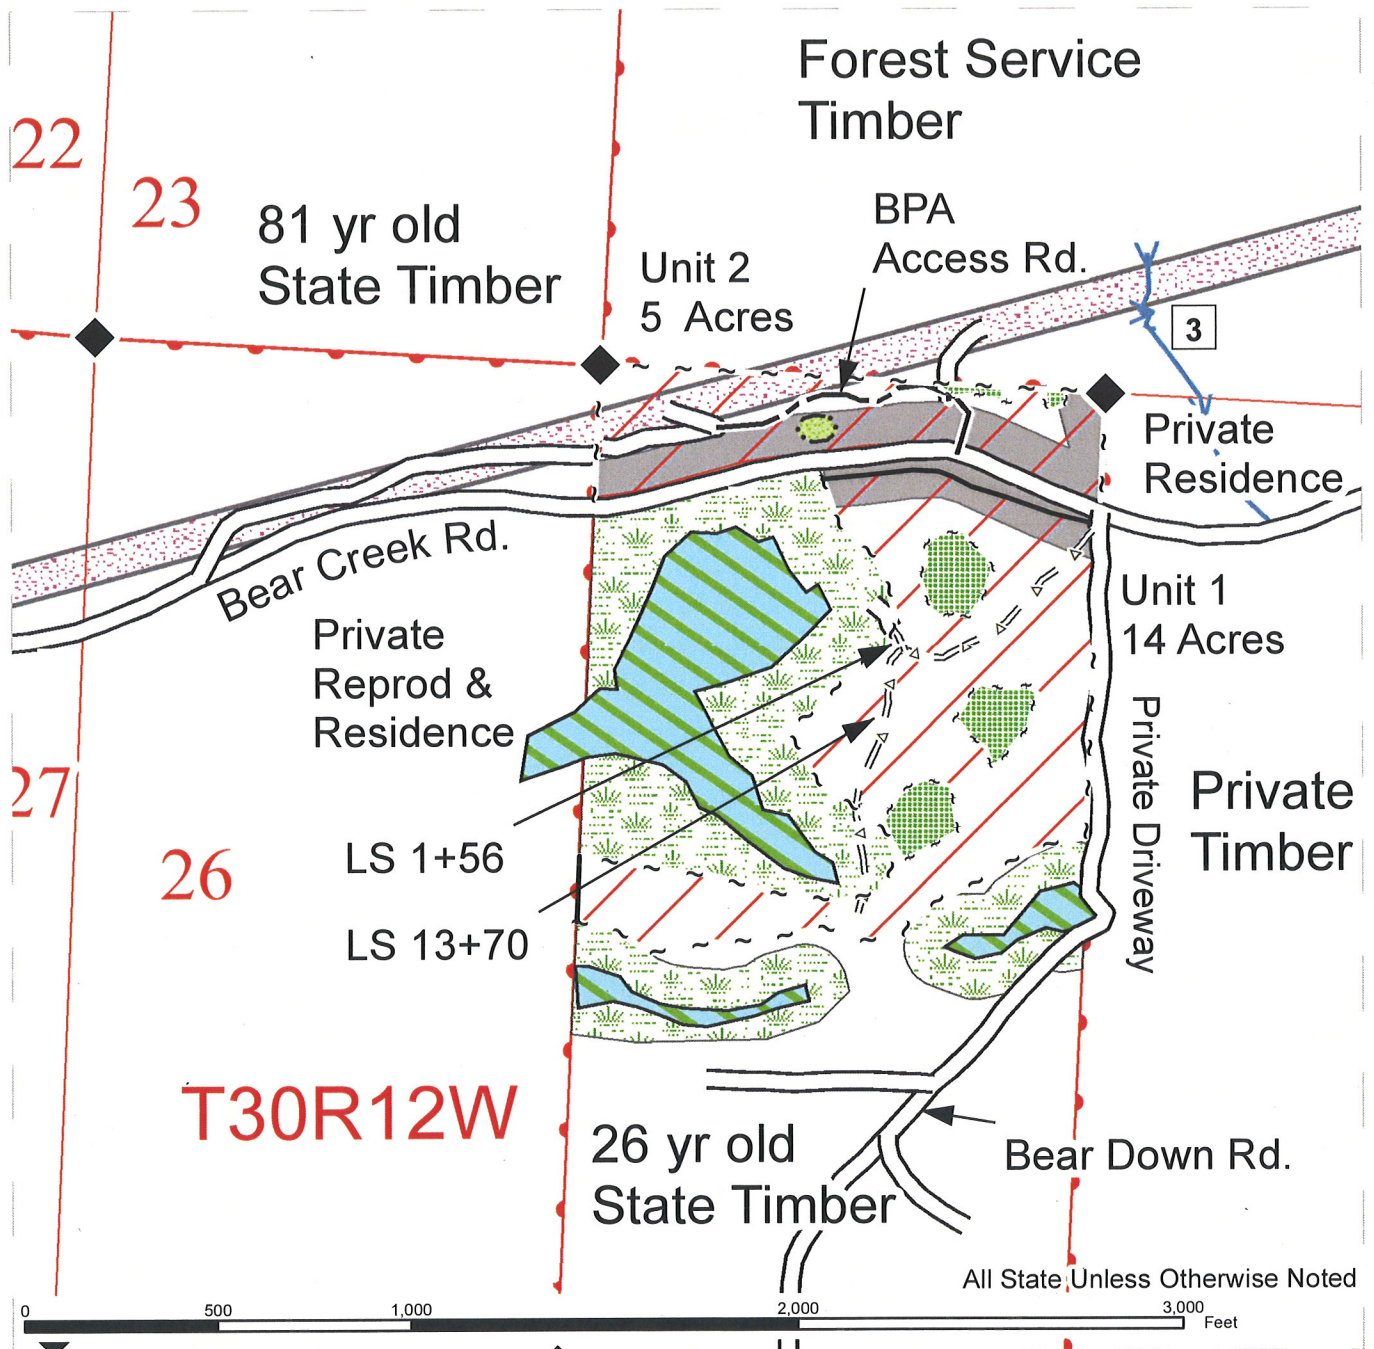 Forest Service
Timber
22
23
81 yr old
State Timber
BPA
Access Rd.
Unit 2
5 Acres
3
Private
Residence
Bear Creek Rd.
Unit 1
14 Acres
Private
Reprod &
Residence
Private Driveway
27
Private
Timber
26
LS 1+56
LS 13+70
T30R12W
26 yr old
State Timber
Bear Down Rd.
All State Unless Otherwise Noted
0 500 1,000 2,000 3,000
Feet